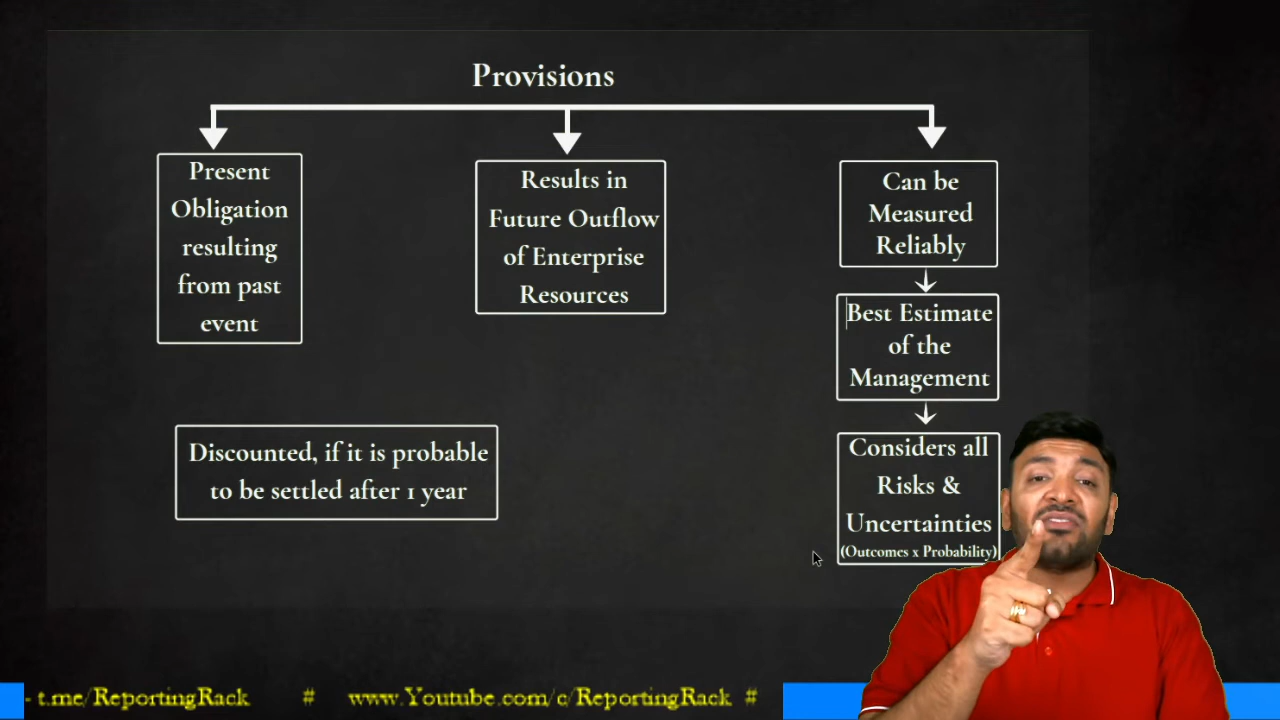 Provisions
Present
Obligation
resulting
from past
event
Results in
Future Outflow
of Enterprise
Resources
Can be
Measured
Reliably
Best Estimate
of the
Management
Considers all
Risks &
Uncertainties
(Outcomes x Probability)
Discounted, if it is probable
to be settled after 1 year
- t.me/ReportingRack # www.Youtube.com/c/ReportingRack #